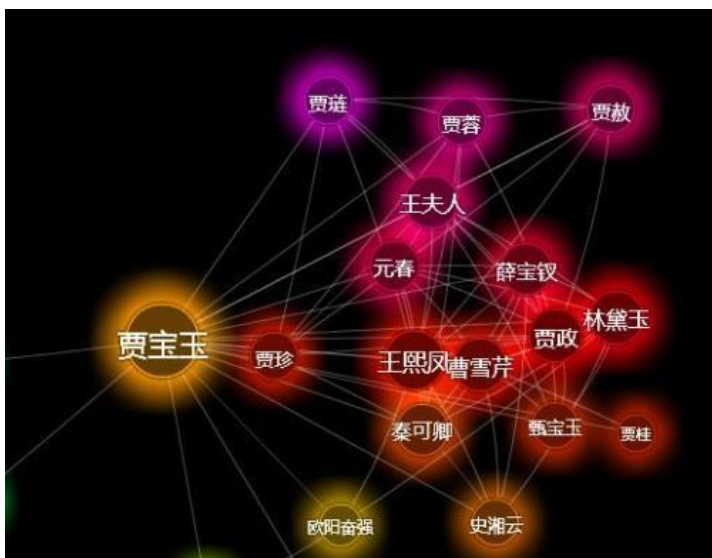 贾琏
贾蓉
贾赦
王夫人
元春
薛宝钗
林黛玉
贾宝玉
贾珍
王熙凤
曹雪芹
贾政
秦可卿
甄宝玉
贾桂
欧阳奋强
史湘云